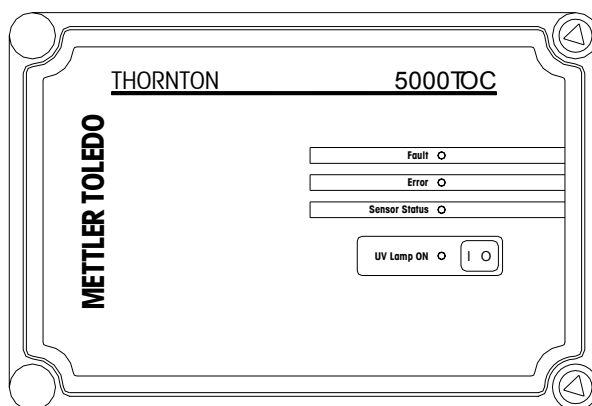 THORNTON 5000TOC
METTLER TOLEDO
Fault
Error
Sensor Status
UV Lamp ON I O